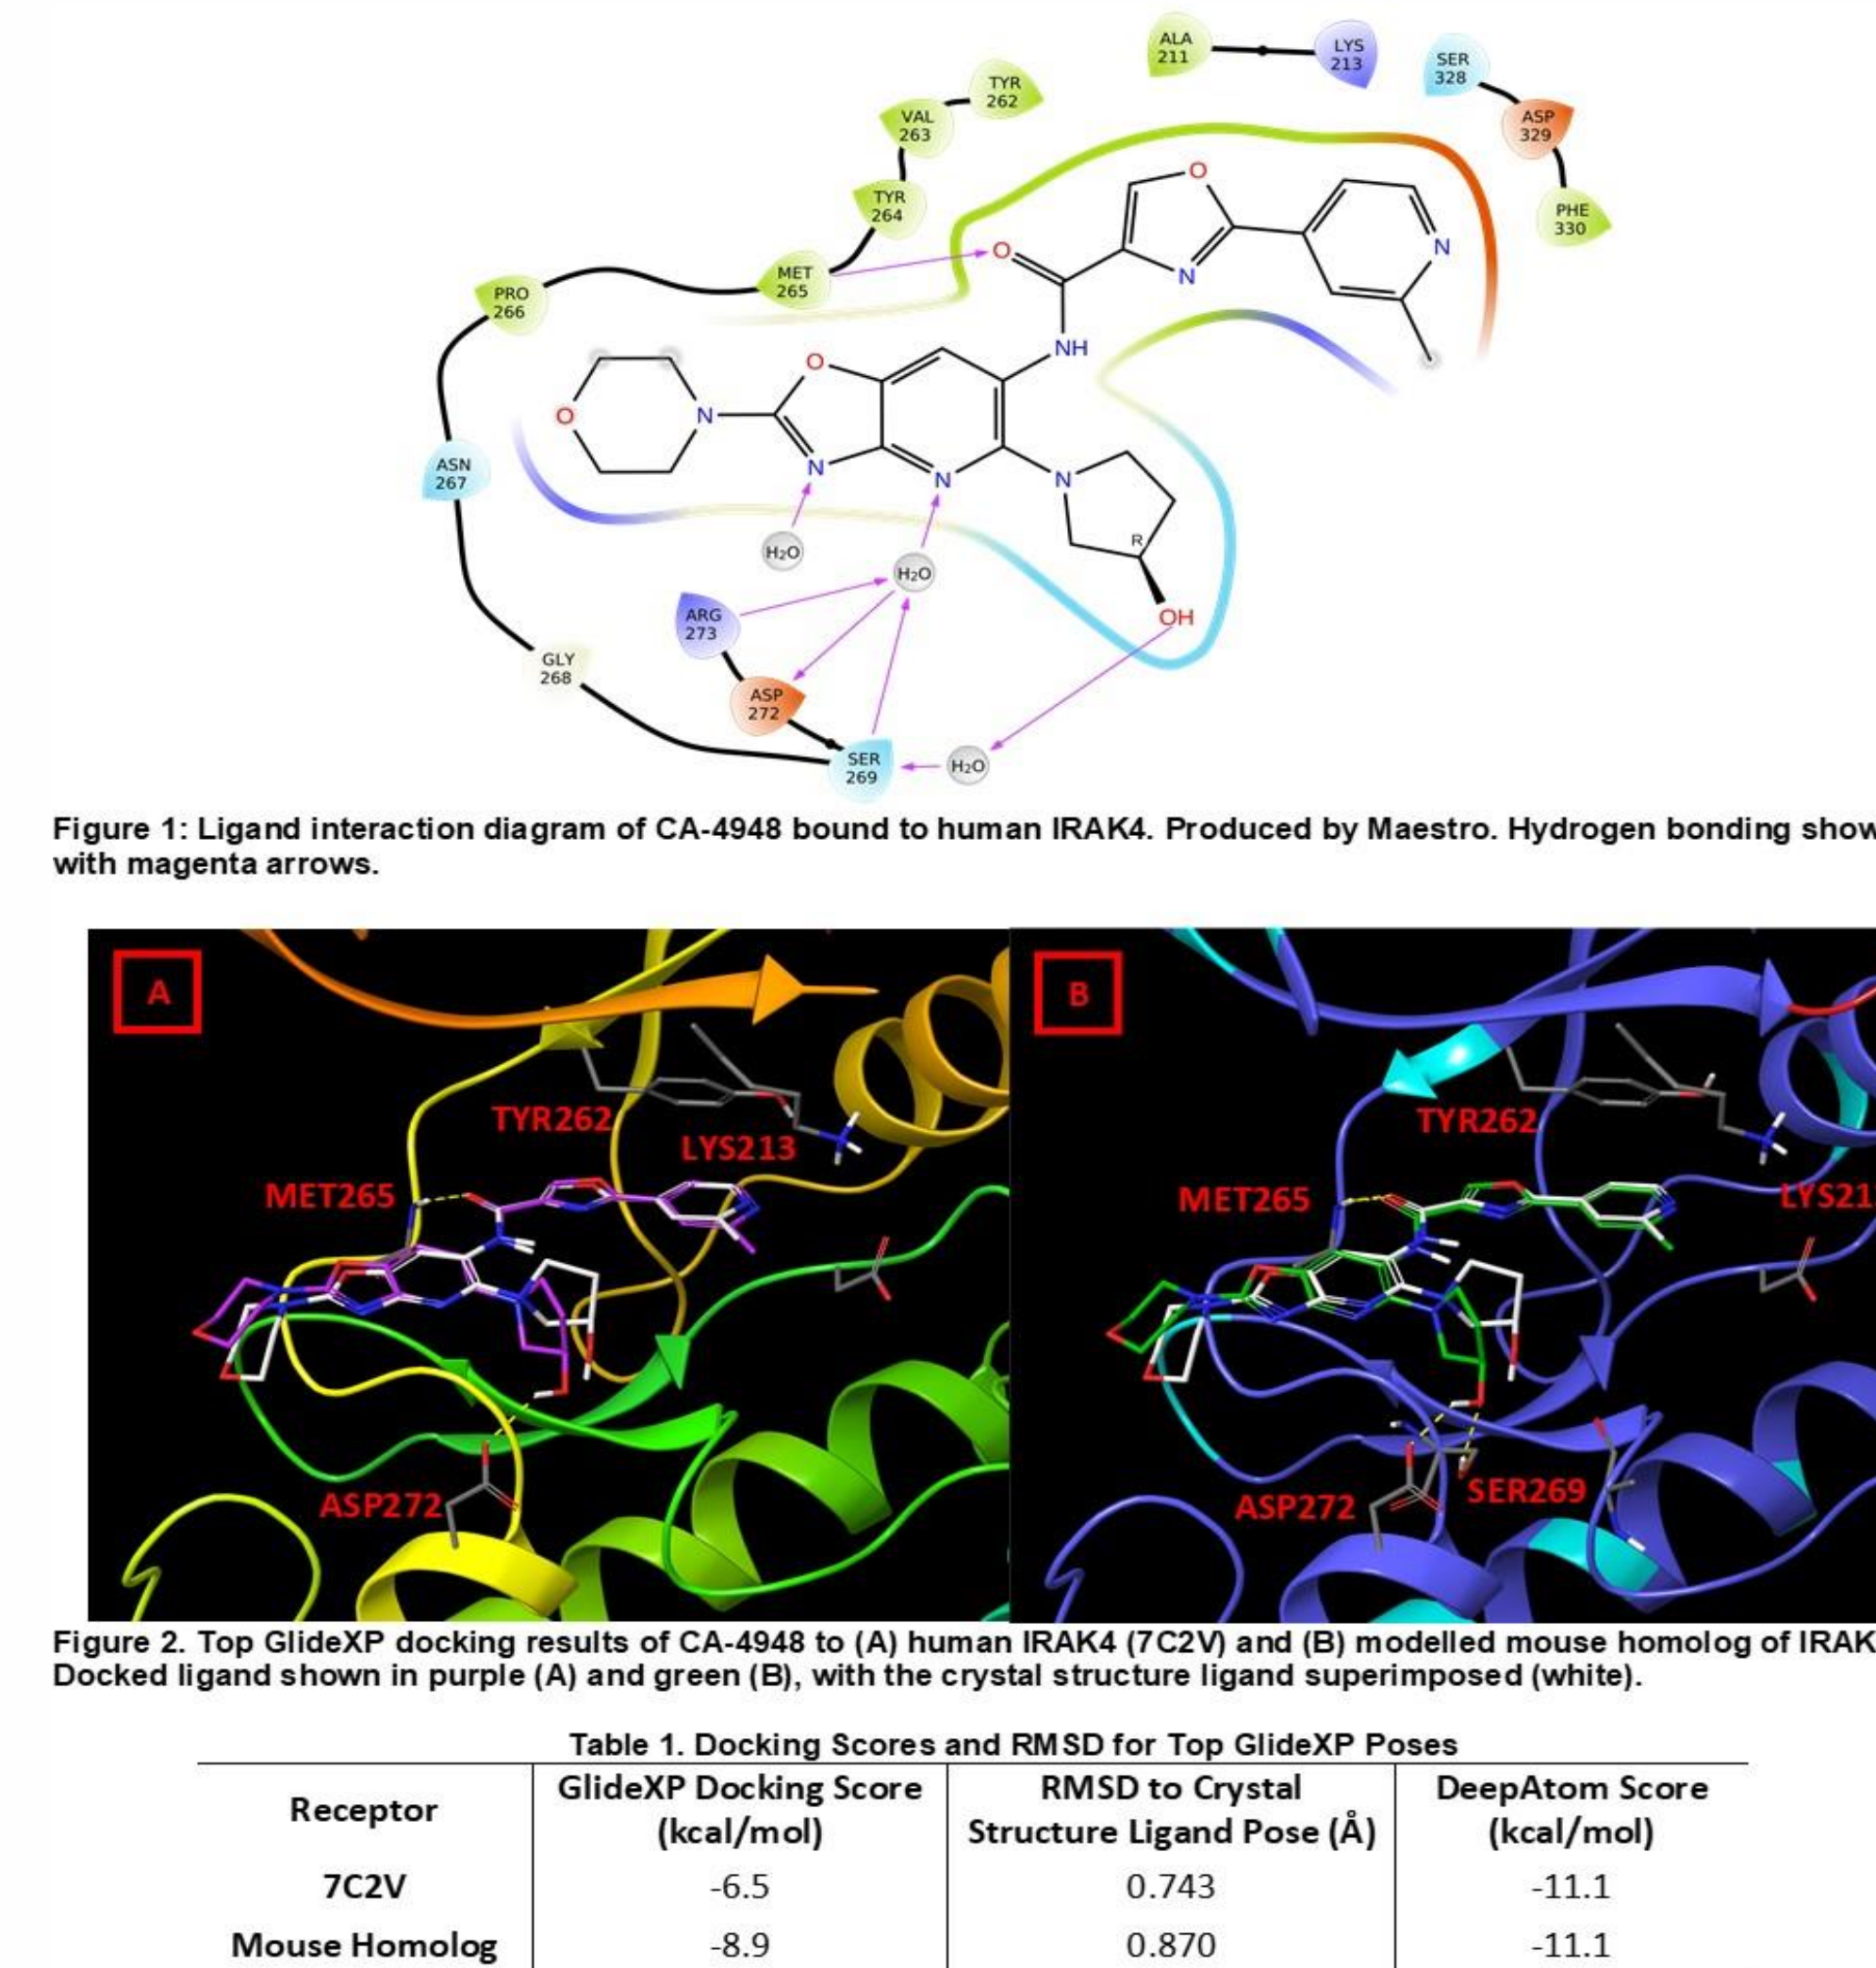 ALA
211
LYS
213
SER
328
ASP
329
PHE
330
TYR
262
VAL
263
TYR
264
MET
265
PRO
266
ASN
267
GLY
268
SER
269
ASP
272
ARG
273
O
N
O
N
NH
O
O
N
N
N
N
R
OH
H₂O
H₂O
H₂O
Figure 1: Ligand interaction diagram of CA-4948 bound to human IRAK4. Produced by Maestro. Hydrogen bonding show
with magenta arrows.
A
TYR262
LYS213
MET265
ASP272
B
TYR262
MET265
LYS21
ASP272
SER269
Figure 2. Top GlideXP docking results of CA-4948 to (A) human IRAK4 (7C2V) and (B) modelled mouse homolog of IRAK
Docked ligand shown in purple (A) and green (B), with the crystal structure ligand superimposed (white).
Table 1. Docking Scores and RMSD for Top GlideXP Poses
Receptor GlideXP Docking Score (kcal/mol) RMSD to Crystal Structure Ligand Pose (Å) DeepAtom Score (kcal/mol)
7C2V -6.5 0.743 -11.1
Mouse Homolog -8.9 0.870 -11.1